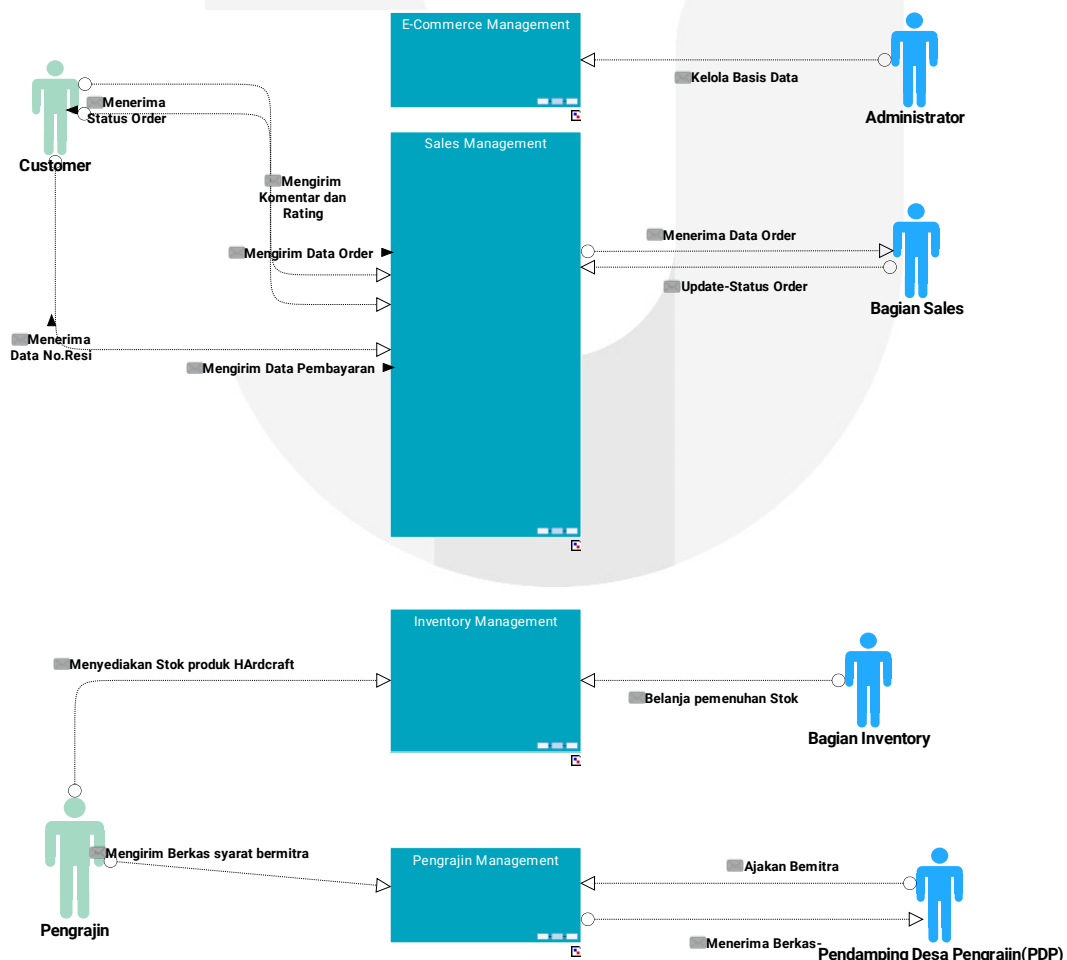 E-Commerce Management
Kelola Basis Data
Administrator
Menerima
Status Order
Customer
Sales Management
Mengirim
Komentar dan
Rating
Menerima Data Order
Mengirim Data Order
Update-Status Order
Bagian Sales
Menerima
Data No.Resi
Mengirim Data Pembayaran
Inventory Management
Menyediakan Stok produk HArdcraft
Belanja pemenuhan Stok
Bagian Inventory
Mengirim Berkas syarat bermitra
Pengrajin Management
Ajakan Bemitra
Pengrajin
Menerima Berkas-
Pendamping Desa Pengrajin(PDP)